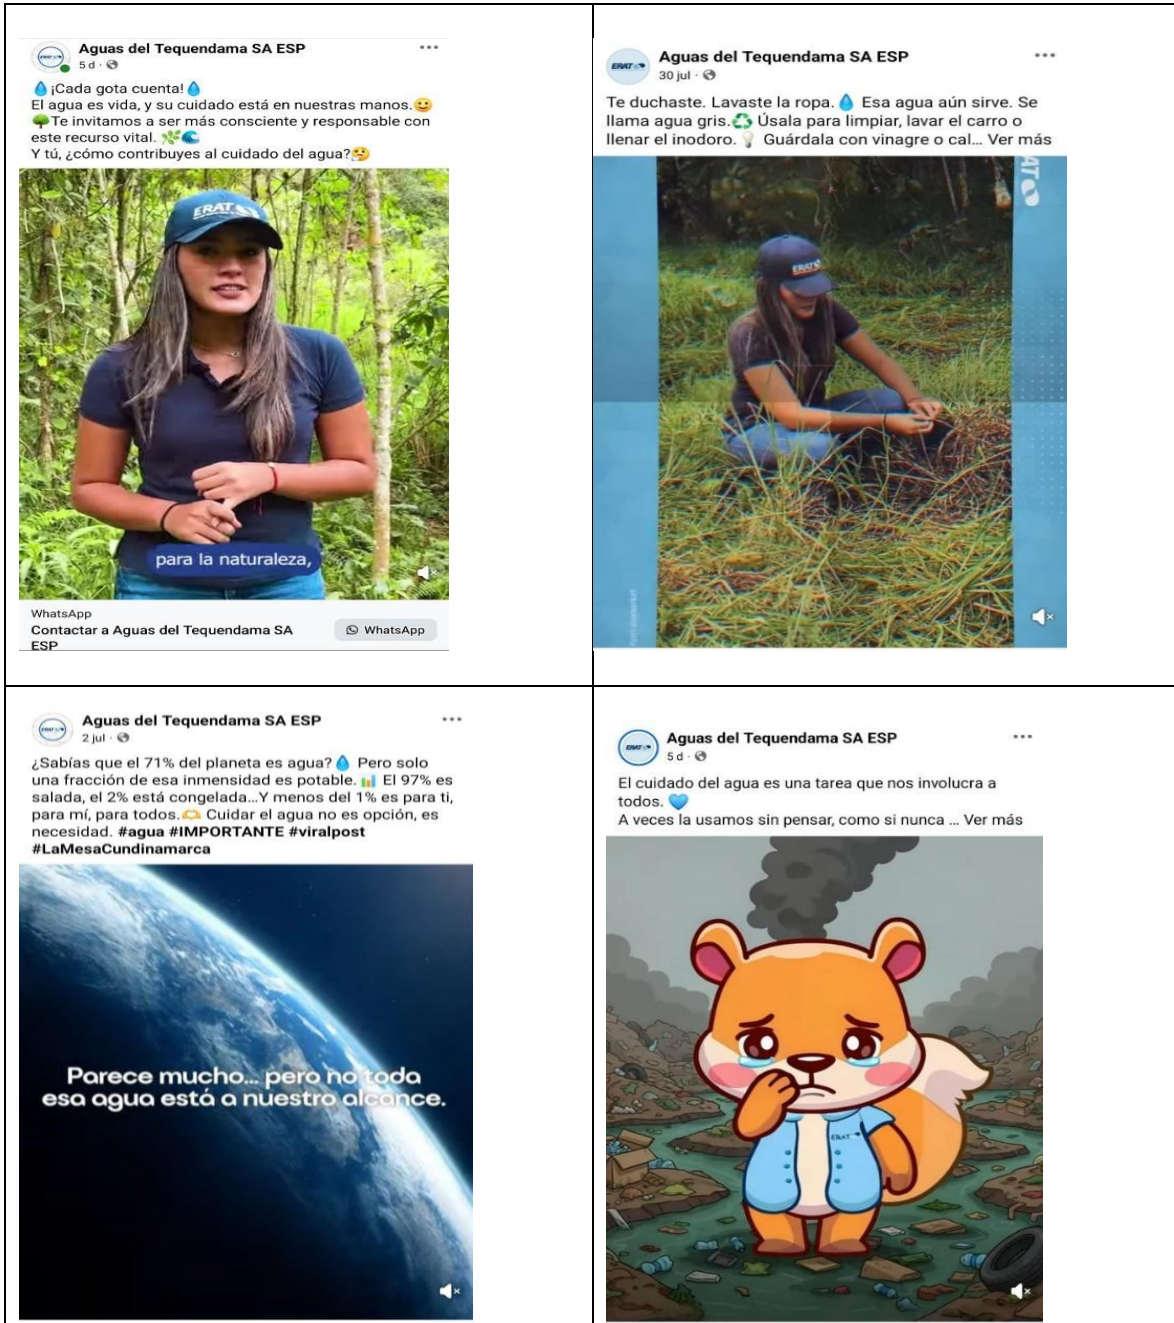 Aguas del Tequendama SA ESP
5 d
💧¡Cada gota cuenta!💧
El agua es vida, y su cuidado está en nuestras manos.🙂
🌳Te invitamos a ser más consciente y responsable con
este recurso vital. 🌿🌊
Y tú, ¿cómo contribuyes al cuidado del agua?🤔
ERAT
para la naturaleza,
WhatsApp
Contactar a Aguas del Tequendama SA
ESP
WhatsApp
ERAT
Aguas del Tequendama SA ESP
30 jul
Te duchaste. Lavaste la ropa.💧 Esa agua aún sirve. Se
llama agua gris.♻️ Úsala para limpiar, lavar el carro o
llenar el inodoro.💡 Guárdala con vinagre o cal... Ver más
AT
ERAT
Aguas del Tequendama SA ESP
2 jul
¿Sabías que el 71% del planeta es agua?💧 Pero solo
una fracción de esa inmensidad es potable. 📊 El 97% es
salada, el 2% está congelada...Y menos del 1% es para ti,
para mí, para todos.🫶 Cuidar el agua no es opción, es
necesidad. #agua #IMPORTANTE #viralpost
#LaMesaCundinamarca
Parece mucho... pero no toda
esa agua está a nuestro alcance.
Aguas del Tequendama SA ESP
5 d
El cuidado del agua es una tarea que nos involucra a
todos. 💙
A veces la usamos sin pensar, como si nunca ... Ver más
ERAT